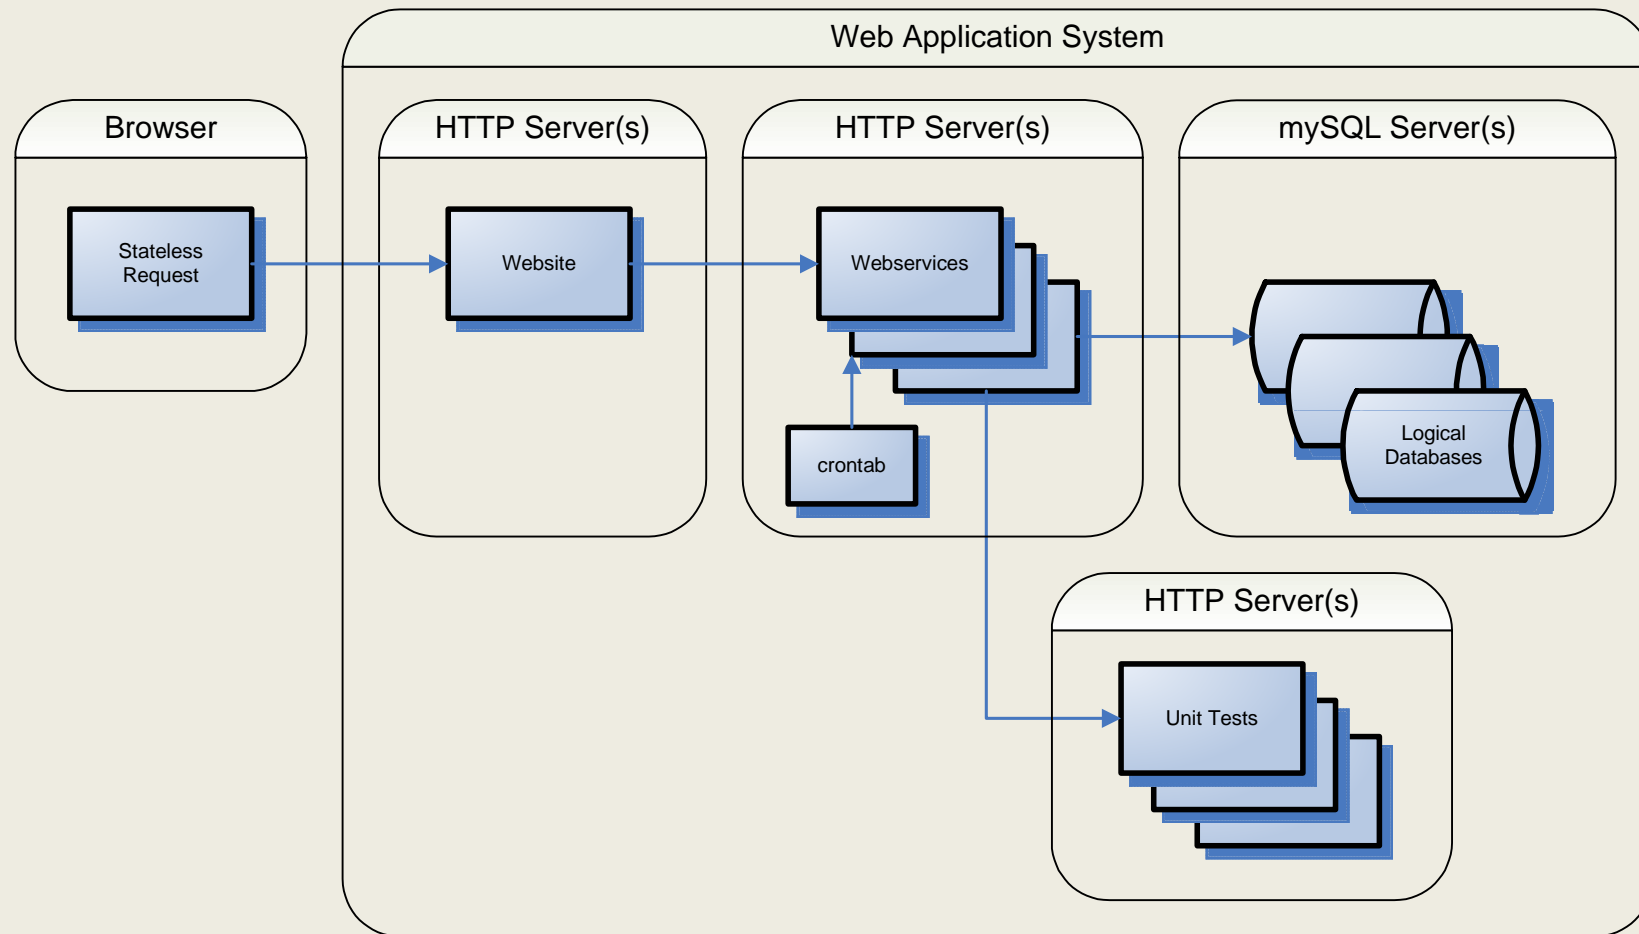 Web Application System
Browser
HTTP Server(s)
HTTP Server(s)
mySQL Server(s)
Stateless
Request
Website
Webservices
crontab
Logical
Databases
HTTP Server(s)
Unit Tests